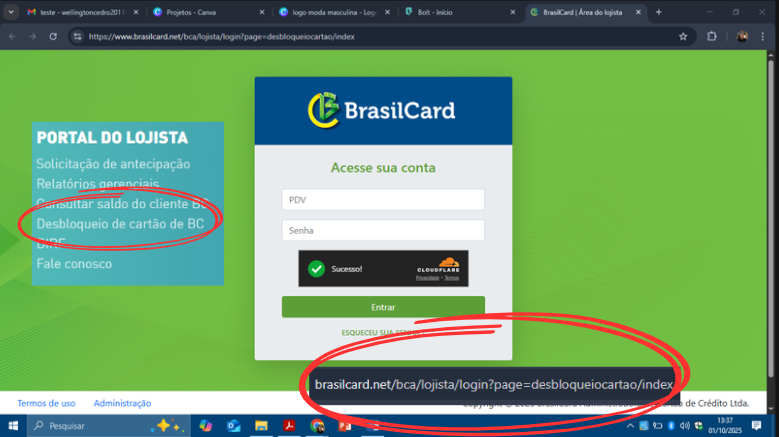 teste - wellingtoncedro2011
Projetos - Canva
logo moda masculina - Log
Bolt - Início
BrasilCard | Área do lojista
https://www.brasilcard.net/bca/lojista/login?page=desbloqueiocartao/index
PORTAL DO LOJISTA
Solicitação de antecipação
Relatórios gerenciais
Consultar saldo do cliente BC
Desbloqueio de cartão de BC
DIRF
Fale conosco
BrasilCard
Acesse sua conta
PDV
Senha
Sucesso!
CLOUDFLARE
Privacidade • Termos
Entrar
ESQUECEU SUA SENHA
brasilcard.net/bca/lojista/login?page=desbloqueiocartao/index
Termos de uso
Administração
Copyright © 2025 BrasilCard Administradora de Cartão de Crédito Ltda.
Pesquisar
13:37
01/10/2025